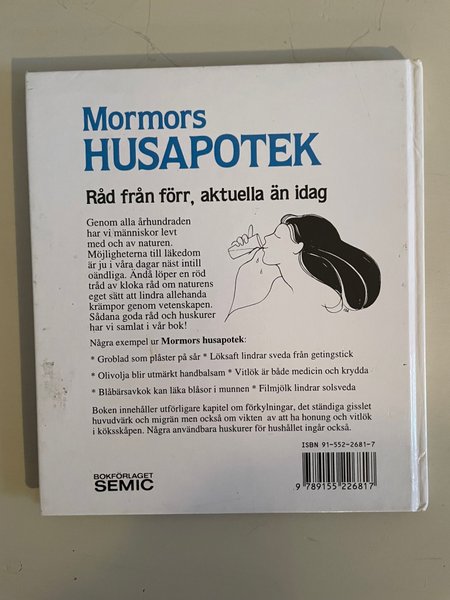 Mormors
HUSAPOTEK
Råd från förr, aktuella än idag
Genom alla århundraden
har vi människor levt
med och av naturen.
Möjligheterna till läkedom
är ju i våra dagar näst intill
oändliga. Ändå löper en röd
tråd av kloka råd om naturens
eget sätt att lindra allehanda
krämpor genom vetenskapen.
Sådana goda råd och huskurer
har vi samlat i vår bok!
Några exempel ur Mormors husapotek:
* Groblad som plåster på sår * Löksaft lindrar sveda från getingstick
* Olivolja blir utmärkt handbalsam * Vitlök är både medicin och krydda
* Blåbärsavkok kan läka blåsor i munnen * Filmjölk lindrar solsveda
Boken innehåller utförligare kapitel om förkylningar, det ständiga gisslet
huvudvärk och migrän men också om vikten av att ha honung och vitlök
i köksskåpen. Några användbara huskurer för hushållet ingår också.
ISBN 91-552-2681-7
BOKFÖRLAGET
SEMIC
9 789155 226817